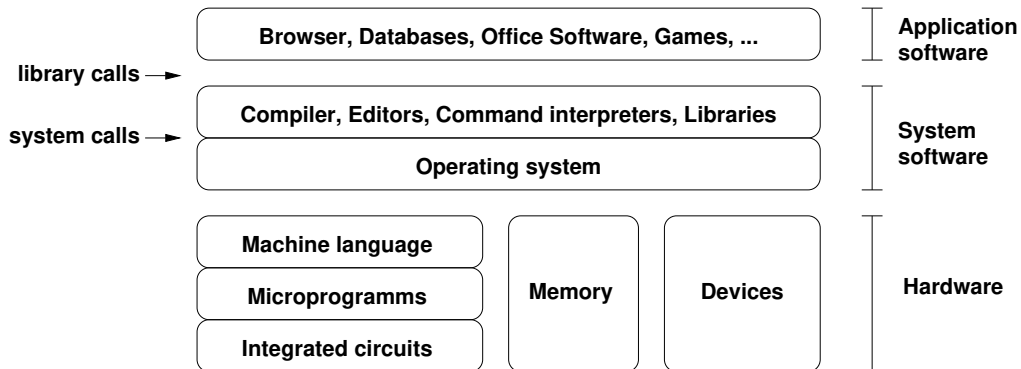 Browser, Databases, Office Software, Games, ...
Application
software
library calls
Compiler, Editors, Command interpreters, Libraries
system calls
Operating system
System
software
Machine language
Microprogramms
Integrated circuits
Memory
Devices
Hardware